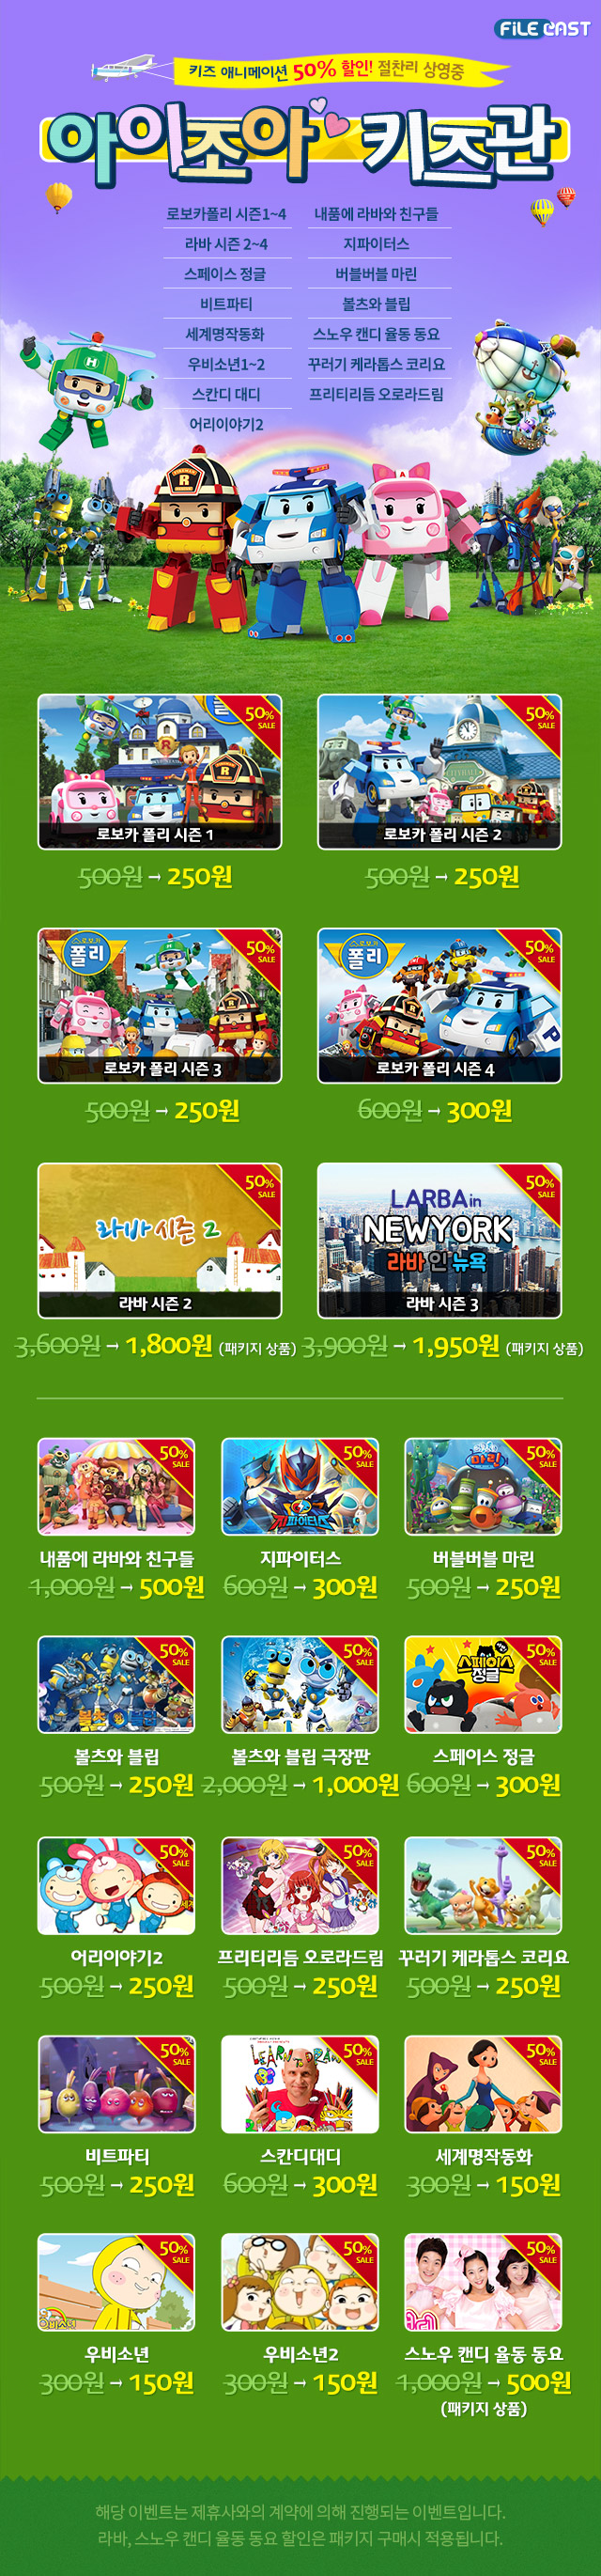 FiLE CAST
키즈 애니메이션 50% 할인! 절찬리 상영중
아이조아 키즈관
로보카폴리 시즌1~4
내품에 라바와 친구들
라바 시즌 2~4
지파이터스
스페이스 정글
버블버블 마린
비트파티
볼츠와 블립
세계명작동화
스노우 캔디 율동 동요
우비소년1~2
꾸러기 케라톱스 코리요
스칸디 대디
프리티리듬 오로라드림
어리이야기2
H
R
A
50% SALE
50% SALE
CITYHALL
P
로보카 폴리 시즌 1
로보카 폴리 시즌 2
500원 → 250원
500원 → 250원
로보카 폴리
50% SALE
로보카 폴리
50% SALE
P
로보카 폴리 시즌 3
로보카 폴리 시즌 4
500원 → 250원
600원 → 300원
50% SALE
50% SALE
라바 시즌 2
LARBA in
NEWYORK
라바 인 뉴욕
라바 시즌 2
라바 시즌 3
3,600원 → 1,800원 (패키지 상품)
3,900원 → 1,950원 (패키지 상품)
50% SALE
50% SALE
50% SALE
지파이터스
마린
내품에 라바와 친구들
지파이터스
버블버블 마린
1,000원 → 500원
600원 → 300원
500원 → 250원
50% SALE
50% SALE
50% SALE
볼츠와 블립
스페이스 정글
볼츠와 블립
볼츠와 블립 극장판
스페이스 정글
500원 → 250원
2,000원 → 1,000원
600원 → 300원
50% SALE
50% SALE
50% SALE
어리이야기2
프리티리듬 오로라드림
꾸러기 케라톱스 코리요
500원 → 250원
500원 → 250원
500원 → 250원
50% SALE
50% SALE
50% SALE
LEARN TO DRAW
비트파티
스칸디대디
세계명작동화
500원 → 250원
600원 → 300원
300원 → 150원
50% SALE
50% SALE
50% SALE
우비소년
우비소년
우비소년2
스노우 캔디 율동 동요
300원 → 150원
300원 → 150원
1,000원 → 500원
(패키지 상품)
해당 이벤트는 제휴사와의 계약에 의해 진행되는 이벤트입니다.
라바, 스노우 캔디 율동 동요 할인은 패키지 구매시 적용됩니다.